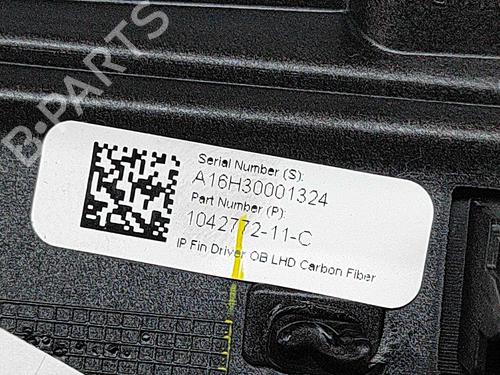 B-PARTS
Serial Number (S):
A16H30001324
Part Number (P):
1042772-11-C
IP Fin Driver OB LHD Carbon Fiber